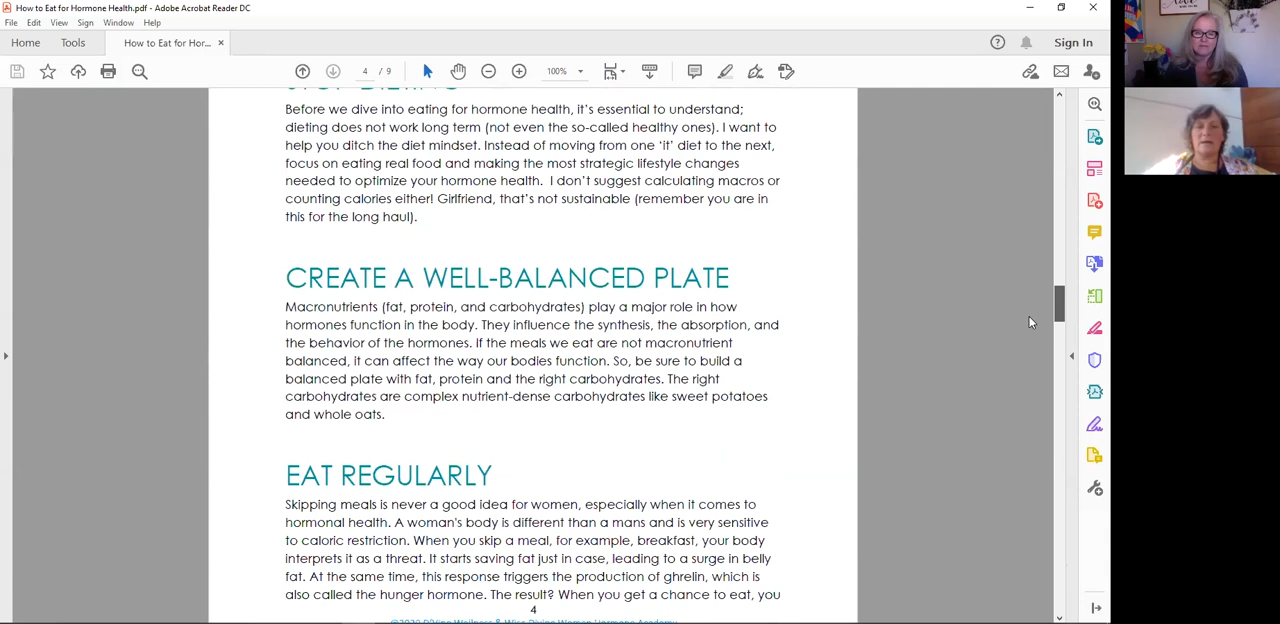 How to Eat for Hormone Health.pdf - Adobe Acrobat Reader DC
File Edit View Sign Window Help
Home Tools How to Eat for Hor... ×
Sign In
4 / 9 100%
STOP DIETING
Before we dive into eating for hormone health, it's essential to understand;
dieting does not work long term (not even the so-called healthy ones). I want to
help you ditch the diet mindset. Instead of moving from one 'it' diet to the next,
focus on eating real food and making the most strategic lifestyle changes
needed to optimize your hormone health. I don't suggest calculating macros or
counting calories either! Girlfriend, that's not sustainable (remember you are in
this for the long haul).
CREATE A WELL-BALANCED PLATE
Macronutrients (fat, protein, and carbohydrates) play a major role in how
hormones function in the body. They influence the synthesis, the absorption, and
the behavior of the hormones. If the meals we eat are not macronutrient
balanced, it can affect the way our bodies function. So, be sure to build a
balanced plate with fat, protein and the right carbohydrates. The right
carbohydrates are complex nutrient-dense carbohydrates like sweet potatoes
and whole oats.
EAT REGULARLY
Skipping meals is never a good idea for women, especially when it comes to
hormonal health. A woman's body is different than a mans and is very sensitive
to caloric restriction. When you skip a meal, for example, breakfast, your body
interprets it as a threat. It starts saving fat just in case, leading to a surge in belly
fat. At the same time, this response triggers the production of ghrelin, which is
also called the hunger hormone. The result? When you get a chance to eat, you
4
©2020 D'Vine Wellness & Wise Divine Woman Hormone Academy